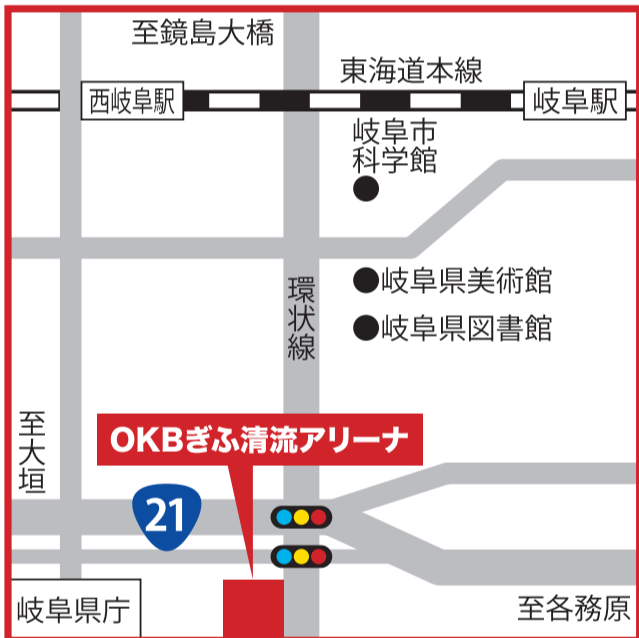 至鏡島大橋
東海道本線
西岐阜駅
岐阜駅
岐阜市
科学館
岐阜県美術館
環状線
岐阜県図書館
至大垣
OKBぎふ清流アリーナ
21
岐阜県庁
至各務原